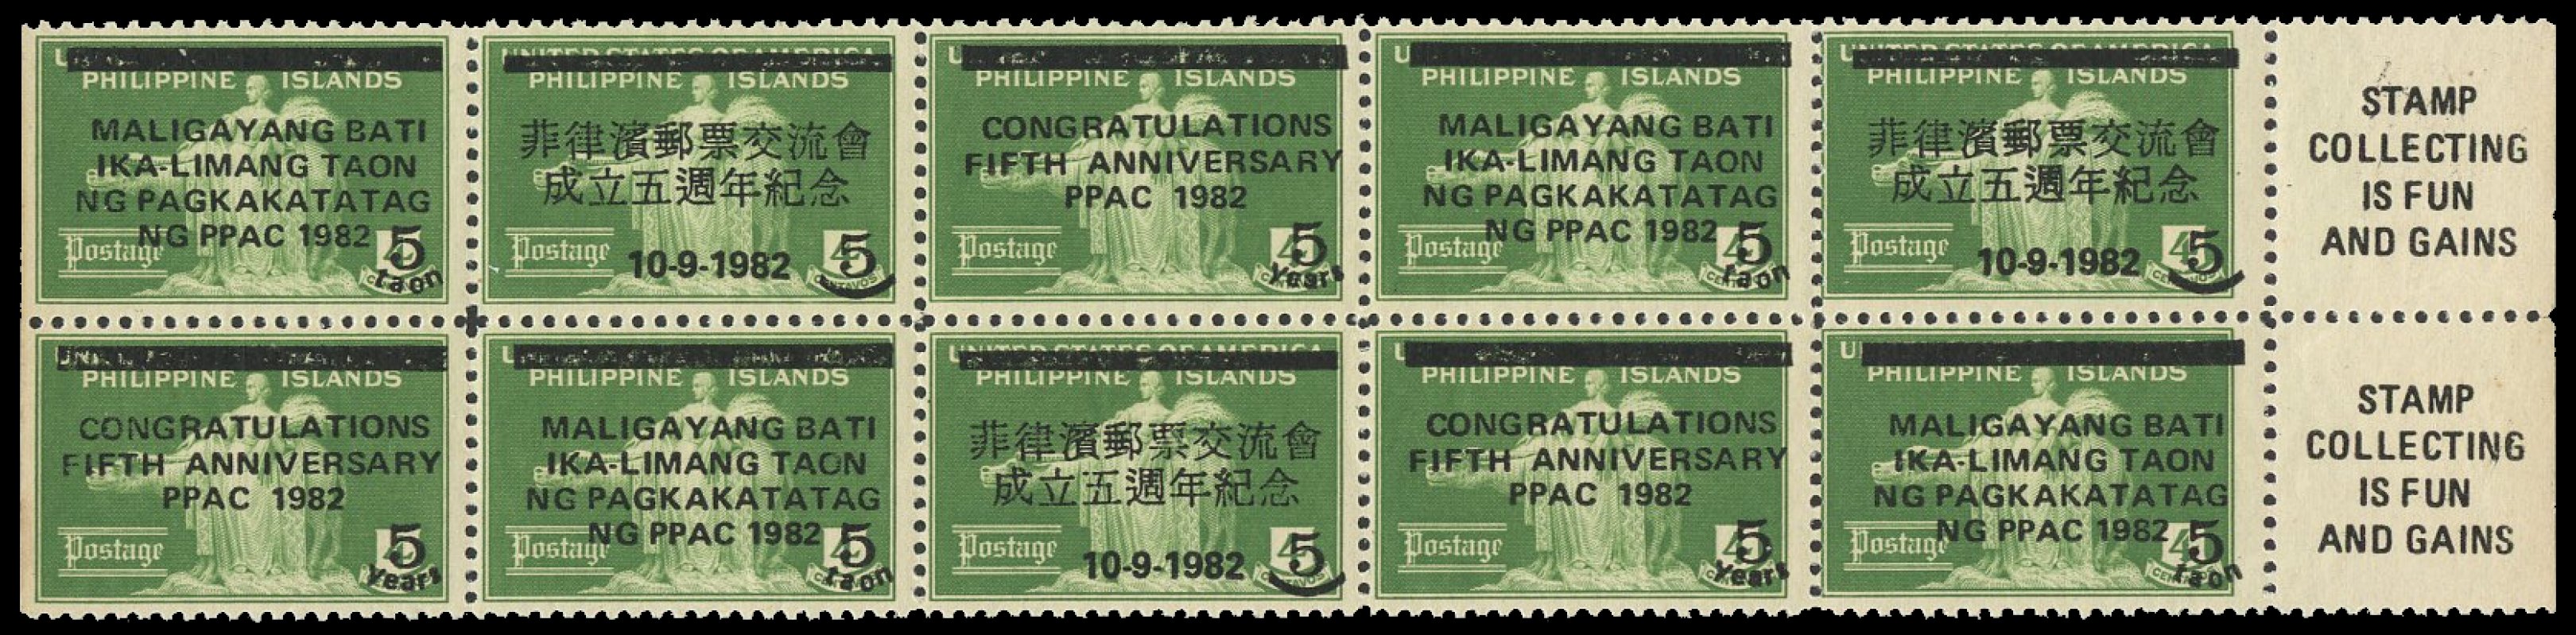 UNITED STATES OF AMERICA
PHILIPPINE ISLANDS
MALIGAYANG BATI
IKA-LIMANG TAON
NG PAGKAKATATAG
NG PPAC 1982
Postage
5
taon
UNITED STATES OF AMERICA
PHILIPPINE ISLANDS
菲律濱郵票交流會
成立五週年紀念
10-9-1982
Postage
5
CENTAVOS
PHILIPPINE ISLANDS
CONGRATULATIONS
FIFTH ANNIVERSARY
PPAC 1982
Postage
5
Years
PHILIPPINE ISLANDS
MALIGAYANG BATI
IKA-LIMANG TAON
NG PAGKAKATATAG
NG PPAC 1982
Postage
5
taon
UNITED STATES OF AMERICA
PHILIPPINE ISLANDS
菲律濱郵票交流會
成立五週年紀念
10-9-1982
Postage
4
5
STAMP
COLLECTING
IS FUN
AND GAINS
PHILIPPINE ISLANDS
CONGRATULATIONS
FIFTH ANNIVERSARY
PPAC 1982
Postage
5
Years
PHILIPPINE ISLANDS
MALIGAYANG BATI
IKA-LIMANG TAON
NG PAGKAKATATAG
NG PPAC 1982
Postage
5
taon
UNITED STATES OF AMERICA
PHILIPPINE ISLANDS
菲律濱郵票交流會
成立五週年紀念
10-9-1982
Postage
5
CENTAVOS
PHILIPPINE ISLANDS
CONGRATULATIONS
FIFTH ANNIVERSARY
PPAC 1982
Postage
5
Years
PHILIPPINE ISLANDS
MALIGAYANG BATI
IKA-LIMANG TAON
NG PAGKAKATATAG
NG PPAC 1982
Postage
5
taon
STAMP
COLLECTING
IS FUN
AND GAINS